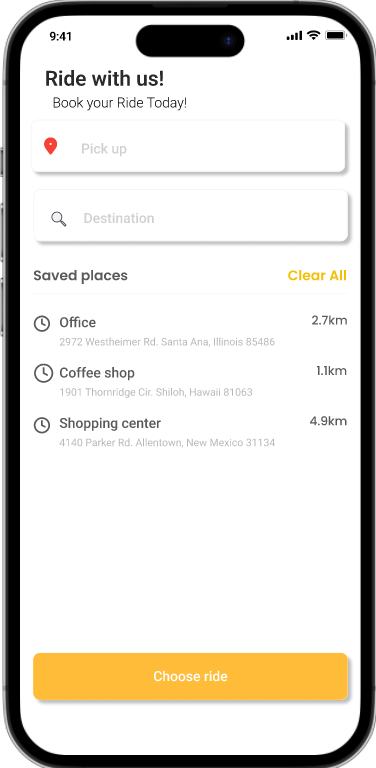 9:41
Ride with us!
Book your Ride Today!
Pick up
Destination
Saved places Clear All
Office 2.7km
2972 Westheimer Rd. Santa Ana, Illinois 85486
Coffee shop 1.1km
1901 Thornridge Cir. Shiloh, Hawaii 81063
Shopping center 4.9km
4140 Parker Rd. Allentown, New Mexico 31134
Choose ride